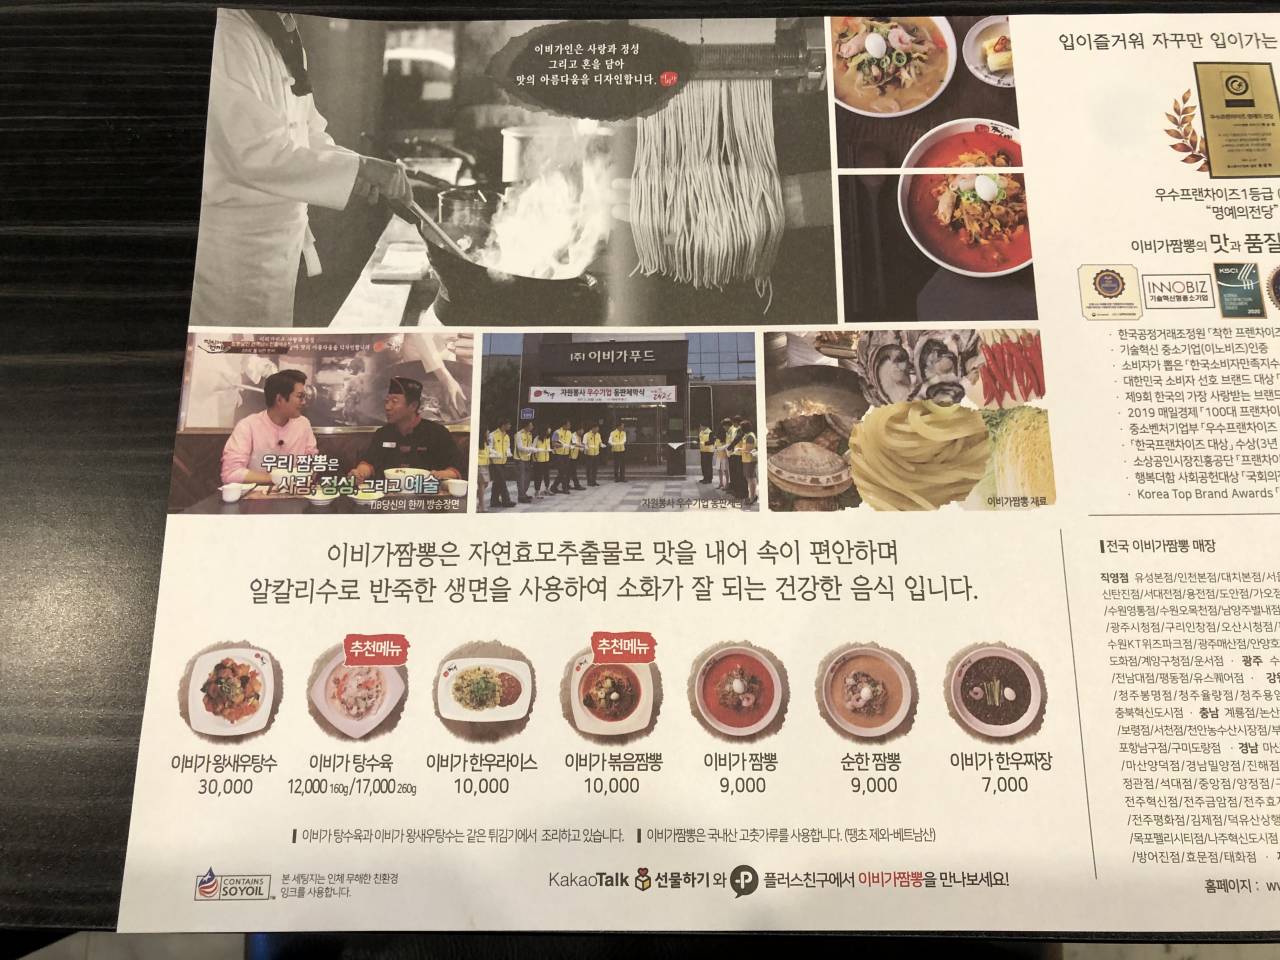 이비가인은 사랑과 정성
그리고 혼을 담아
맛의 아름다움을 디자인합니다.
입이즐거워 자꾸만 입이가는
우수프랜차이즈1등급
"명예의전당"
이비가짬뽕의 맛과 품질
INNOBIZ
기술혁신형중소기업
KSCI
2020
· 한국공정거래조정원 「착한 프렌차이즈
· 기술혁신 중소기업(이노비즈)인증
· 소비자가 뽑은 「한국소비자만족지수
· 대한민국 소비자 선호 브랜드 대상 「
· 제9회 한국의 가장 사랑받는 브랜드
· 2019 매일경제 「100대 프랜차이
· 중소벤처기업부 「우수프랜차이즈
· 「한국프랜차이즈 대상」 수상(3년
· 소상공인시장진흥공단 「프랜차이
· 행복더함 사회공헌대상 「국회의
· Korea Top Brand Awards 「
우리 짬뽕은
사랑, 정성, 그리고 예술
TJB당신의 한끼 방송장면
(주) 이비가푸드
자원봉사 우수기업 동판제막식
자원봉사 우수기업 동판제막식
이비가짬뽕 재료
이비가짬뽕은 자연효모추출물로 맛을 내어 속이 편안하며
알칼리수로 반죽한 생면을 사용하여 소화가 잘 되는 건강한 음식 입니다.
추천메뉴
추천메뉴
이비가 왕새우탕수
30,000
이비가 탕수육
12,000 160g/17,000 260g
이비가 한우라이스
10,000
이비가 볶음짬뽕
10,000
이비가 짬뽕
9,000
순한 짬뽕
9,000
이비가 한우짜장
7,000
이비가 탕수육과 이비가 왕새우탕수는 같은 튀김기에서 조리하고 있습니다. 이비가짬뽕은 국내산 고춧가루를 사용합니다. (땡초 제외-베트남산)
CONTAINS
SOYOIL
본 세팅지는 인체 무해한 친환경
잉크를 사용합니다.
KakaoTalk 선물하기 와 P 플러스친구에서 이비가짬뽕을 만나보세요!
전국 이비가짬뽕 매장
직영점 유성본점/인천본점/대치본점/서울
신탄진점/서대전점/용전점/도안점/가오점
/수원영통점/수원오목천점/남양주별내점
/광주시청점/구리인창점/오산시청점/
수원KT위즈파크점/광주매산점/안양호
도화점/계양구청점/운서점 · 광주 수
/전남대점/평동점/유스퀘어점 · 강원
/청주봉명점/청주율량점/청주용암
충북혁신도시점 · 충남 계룡점/논산
/보령점/서천점/천안농수산시장점/부
포항남구점/구미도량점 · 경남 마산
/마산양덕점/경남밀양점/진해점
정관점/석대점/중앙점/양정점/구
전주혁신점/전주금암점/전주효자
/전주평화점/김제점/덕유산상행
/목포펠리시티점/나주혁신도시점
/방어진점/효문점/태화점 ·
홈페이지 : ww